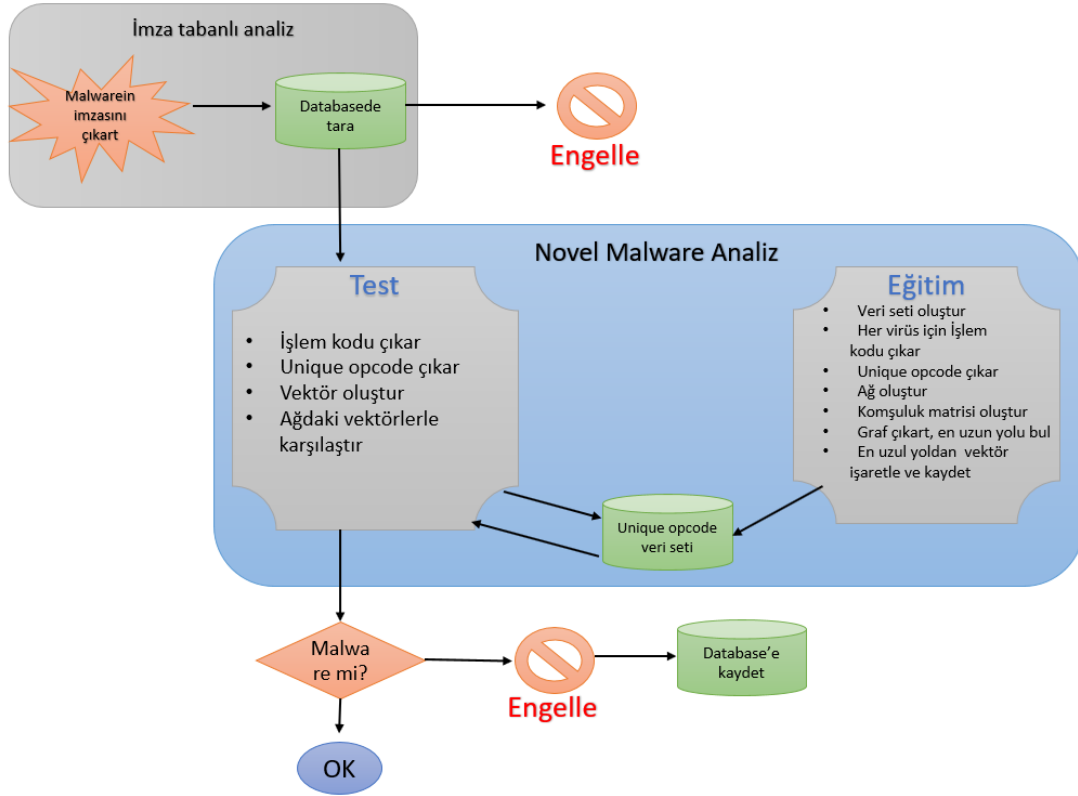 İmza tabanlı analiz
Malwarein
imzasını
çıkart
Databasede
tara
Engelle
Novel Malware Analiz
Test
• İşlem kodu çıkar
• Unique opcode çıkar
• Vektör oluştur
• Ağdaki vektörlerle
karşılaştır
Eğitim
• Veri seti oluştur
• Her virüs için İşlem
kodu çıkar
• Unique opcode çıkar
• Ağ oluştur
• Komşuluk matrisi oluştur
• Graf çıkart, en uzun yolu bul
• En uzul yoldan vektör
işaretle ve kaydet
Unique opcode
veri seti
Malwa
re mi?
Engelle
Database’e
kaydet
OK